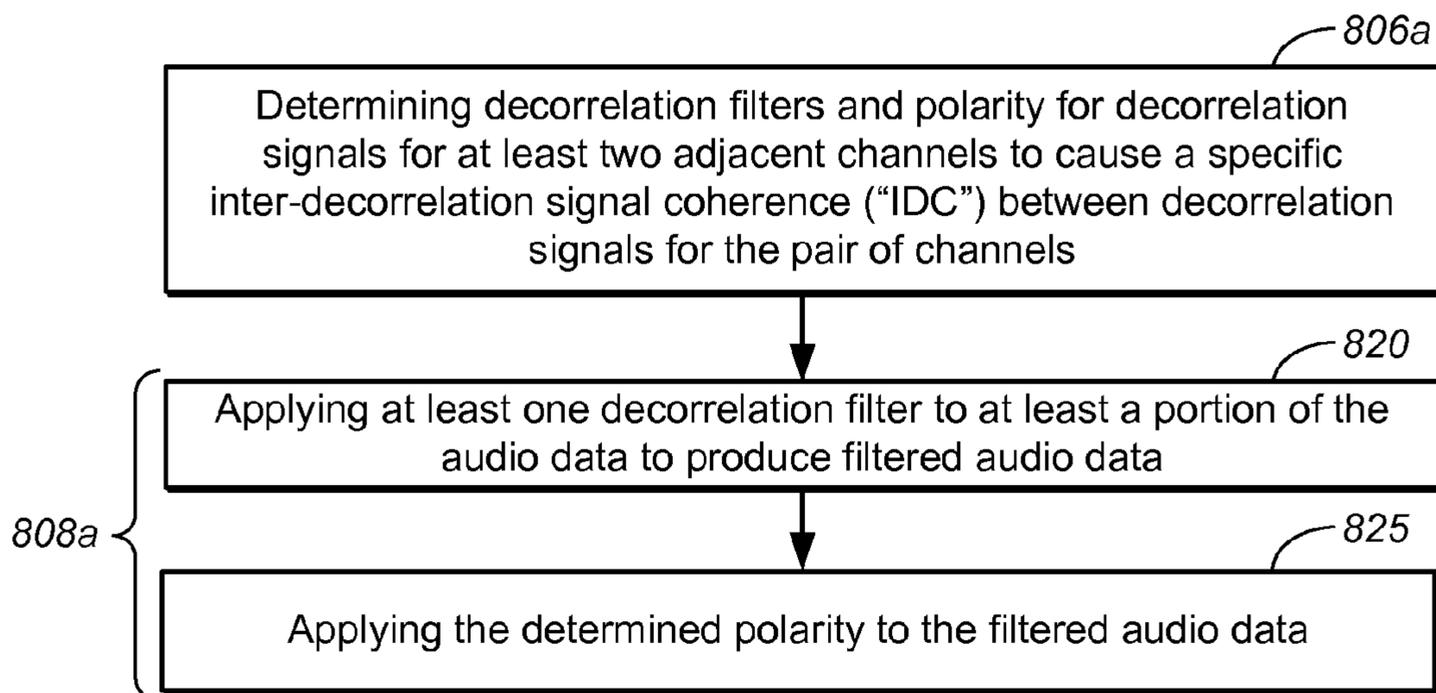 806a
Determining decorrelation filters and polarity for decorrelation
signals for at least two adjacent channels to cause a specific
inter-decorrelation signal coherence (“IDC”) between decorrelation
signals for the pair of channels
820
Applying at least one decorrelation filter to at least a portion of the
audio data to produce filtered audio data
808a
825
Applying the determined polarity to the filtered audio data